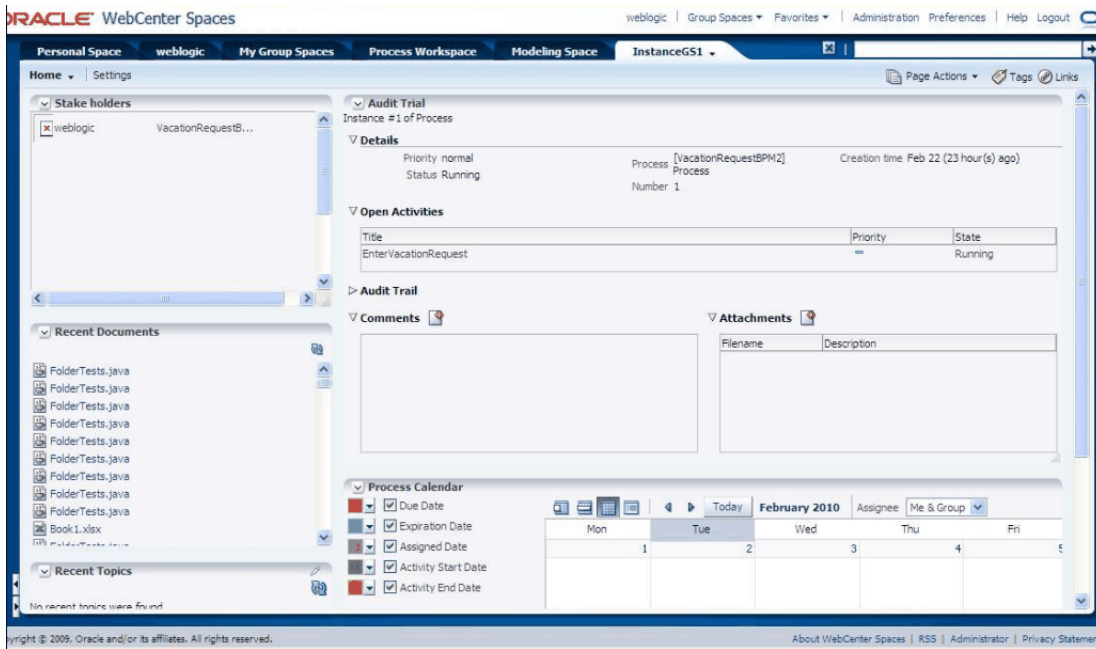 ORACLE WebCenter Spaces
weblogic | Group Spaces | Favorites | Administration Preferences | Help Logout
Personal Space weblogic My Group Spaces Process Workspace Modeling Space InstanceGS1
Home | Settings
Page Actions Tags Links
Stake holders
weblogic VacationRequestB...
Audit Trial
Instance #1 of Process
Details
Priority normal
Status Running
Process [VacationRequestBPM2] Process
Number 1
Creation time Feb 22 (23 hour(s) ago)
Open Activities
Title Priority State
EnterVacationRequest Running
Audit Trail
Comments
Attachments
Filename Description
Recent Documents
FolderTests.java
FolderTests.java
FolderTests.java
FolderTests.java
FolderTests.java
FolderTests.java
FolderTests.java
FolderTests.java
FolderTests.java
Book1.xlsx
Recent Topics
No recent topics were found
Process Calendar
Due Date
Expiration Date
Assigned Date
Activity Start Date
Activity End Date
Today February 2010 Assignee Me & Group
Mon Tue Wed Thu Fri
1 2 3 4 5
pyright © 2009, Oracle and/or its affiliates. All rights reserved.
About WebCenter Spaces | RSS | Administrator | Privacy Statemen